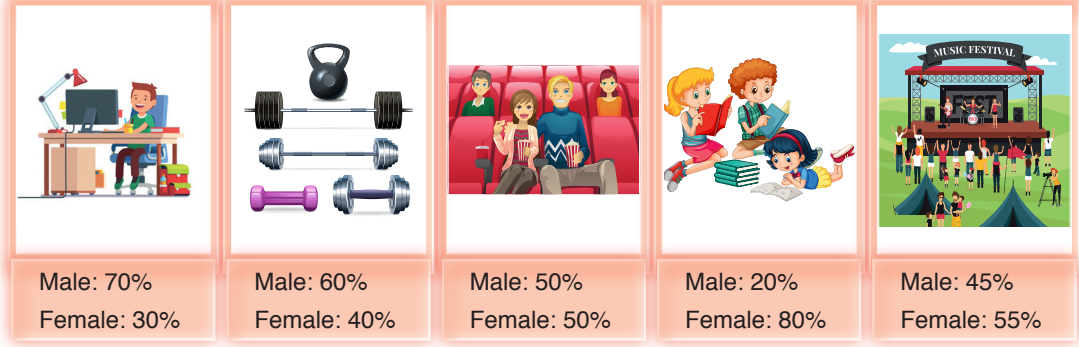 MUSIC FESTIVAL
Male: 70%
Female: 30%
Male: 60%
Female: 40%
Male: 50%
Female: 50%
Male: 20%
Female: 80%
Male: 45%
Female: 55%